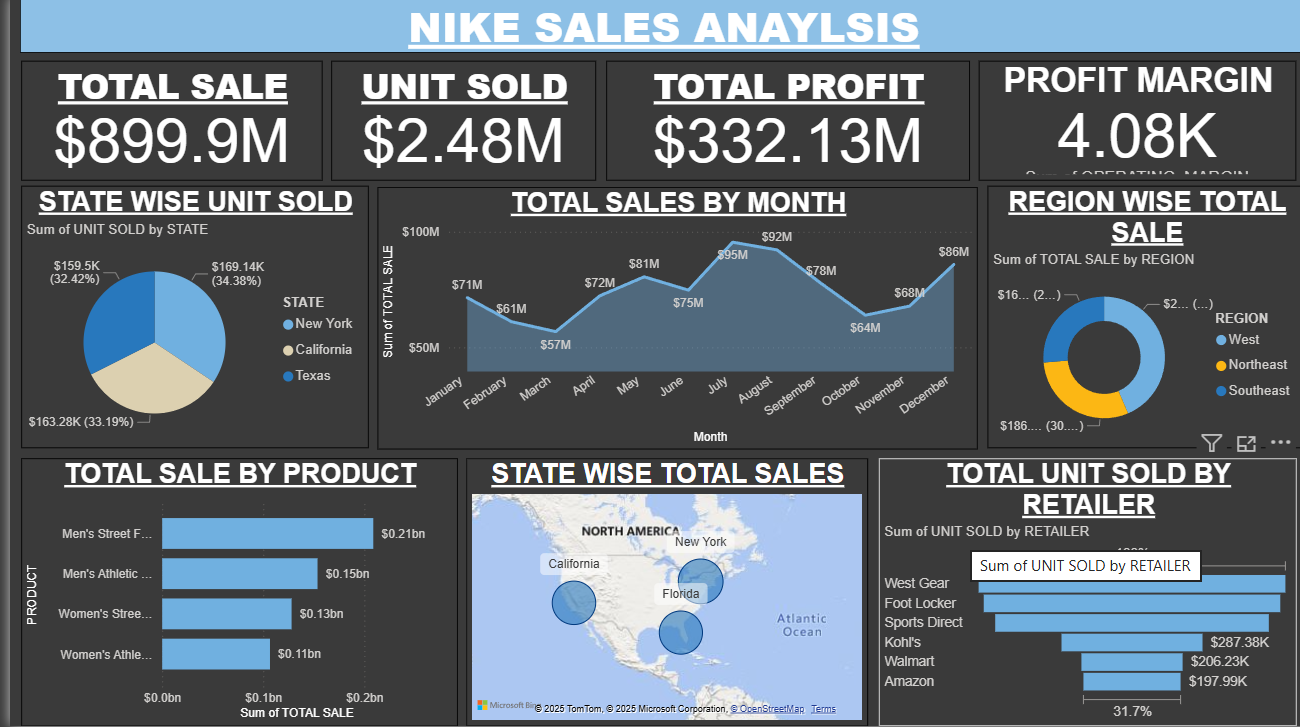 NIKE SALES ANAYLSIS
TOTAL SALE
$899.9M
UNIT SOLD
$2.48M
TOTAL PROFIT
$332.13M
PROFIT MARGIN
4.08K
STATE WISE UNIT SOLD
Sum of UNIT SOLD by STATE
$159.5K
(32.42%)
$169.14K
(34.38%)
$163.28K (33.19%)
STATE
New York
California
Texas
TOTAL SALES BY MONTH
Sum of TOTAL SALE
$100M
$50M
$71M
$61M
$57M
$72M
$81M
$75M
$95M
$92M
$78M
$64M
$68M
$86M
January
February
March
April
May
June
July
August
September
October
November
December
Month
REGION WISE TOTAL
SALE
Sum of TOTAL SALE by REGION
$16... (2...)
$2... (...)
$186.... (30....)
REGION
West
Northeast
Southeast
TOTAL SALE BY PRODUCT
PRODUCT
Men's Street F...
$0.21bn
Men's Athletic ...
$0.15bn
Women's Stree...
$0.13bn
Women's Athle...
$0.11bn
$0.0bn
$0.1bn
$0.2bn
Sum of TOTAL SALE
STATE WISE TOTAL SALES
NORTH AMERICA
New York
California
Florida
Atlantic
Ocean
Microsoft
© 2025 TomTom, © 2025 Microsoft Corporation, © OpenStreetMap Terms
TOTAL UNIT SOLD BY
RETAILER
Sum of UNIT SOLD by RETAILER
Sum of UNIT SOLD by RETAILER
West Gear
Foot Locker
Sports Direct
Kohl's
$287.38K
Walmart
$206.23K
Amazon
$197.99K
31.7%